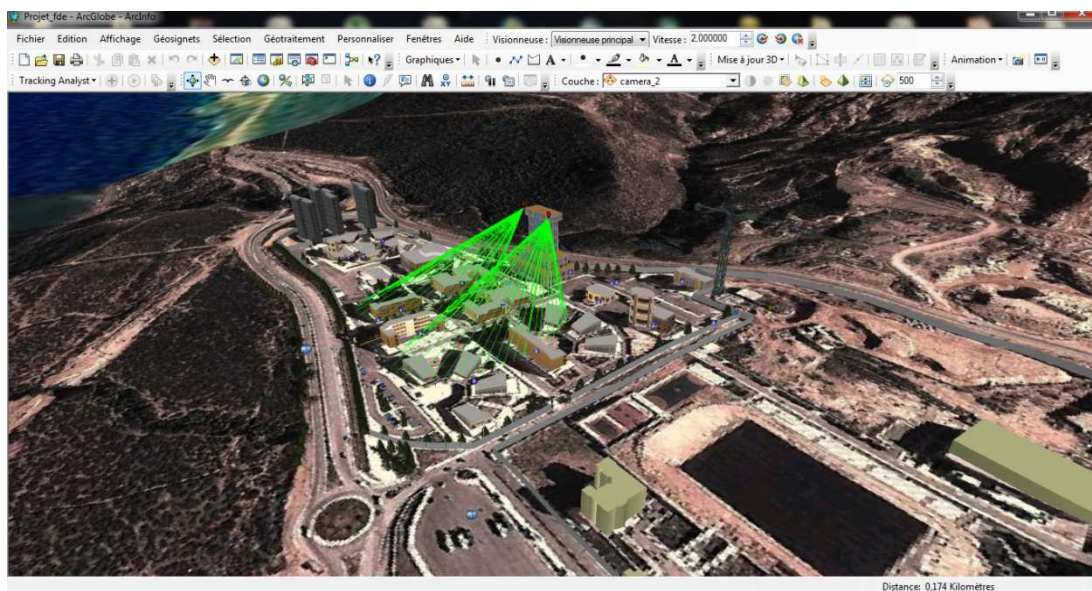 Projet_fde - ArcGlobe - ArcInfo
Fichier Edition Affichage Géosignets Sélection Géotraitement Personnaliser Fenêtres Aide Visionneuse : Visionneuse principal Vitesse : 2,000000
Graphiques Mise à jour 3D Animation
Tracking Analyst Couche : camera_2 500
Distance: 0,174 Kilomètres